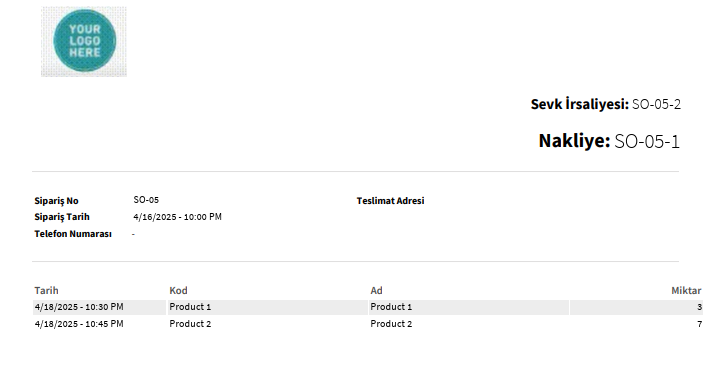 YOUR
LOGO
HERE
Sevk İrsaliyesi: SO-05-2
Nakliye: SO-05-1
Sipariş No SO-05 Teslimat Adresi
Sipariş Tarih 4/16/2025 - 10:00 PM
Telefon Numarası -
Tarih Kod Ad Miktar
4/18/2025 - 10:30 PM Product 1 Product 1 3
4/18/2025 - 10:45 PM Product 2 Product 2 7